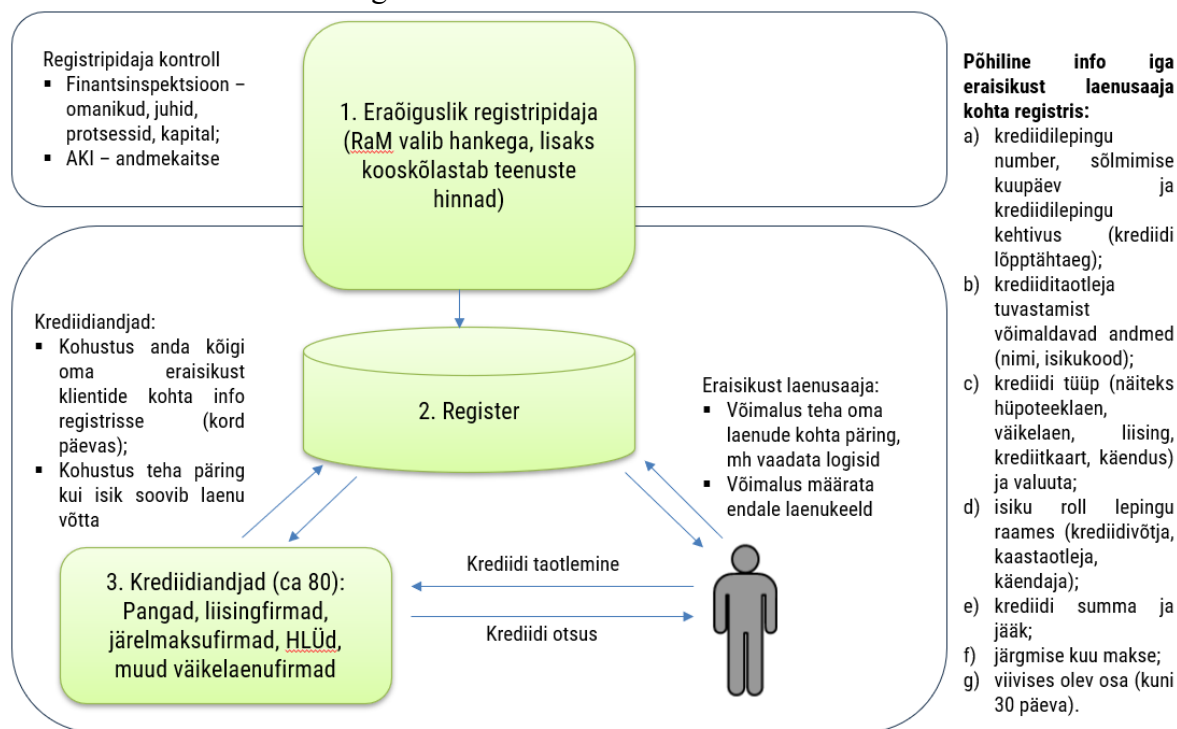 Registripidaja kontroll
▪ Finantsinspektsioon –
omanikud, juhid,
protsessid, kapital;
▪ AKI – andmekaitse
1. Eraõiguslik registripidaja
(RaM valib hankega, lisaks
kooskõlastab teenuste
hinnad)
Krediidiandjad:
▪ Kohustus anda kõigi
oma eraisikust
klientide kohta info
registrisse (kord
päevas);
▪ Kohustus teha päring
kui isik soovib laenu
võtta
2. Register
Eraisikust laenusaaja:
▪ Võimalus teha oma
laenude kohta päring,
mh vaadata logisid
▪ Võimalus määrata
endale laenukeeld
3. Krediidiandjad (ca 80):
Pangad, liisingfirmad,
järelmaksufirmad, HLÜd,
muud väikelaenufirmad
Krediidi taotlemine
Krediidi otsus
Põhiline info iga
eraisikust laenusaaja
kohta registris:
a) krediidilepingu
number, sõlmimise
kuupäev ja
krediidilepingu
kehtivus (krediidi
lõpptähtaeg);
b) krediiditaotleja
tuvastamist
võimaldavad andmed
(nimi, isikukood);
c) krediidi tüüp (näiteks
hüpoteeklaen,
väikelaen, liising,
krediitkaart, käendus)
ja valuuta;
d) isiku roll lepingu
raames (krediidivõtja,
kaastaotleja,
käendaja);
e) krediidi summa ja
jääk;
f) järgmise kuu makse;
g) viivises olev osa (kuni
30 päeva).